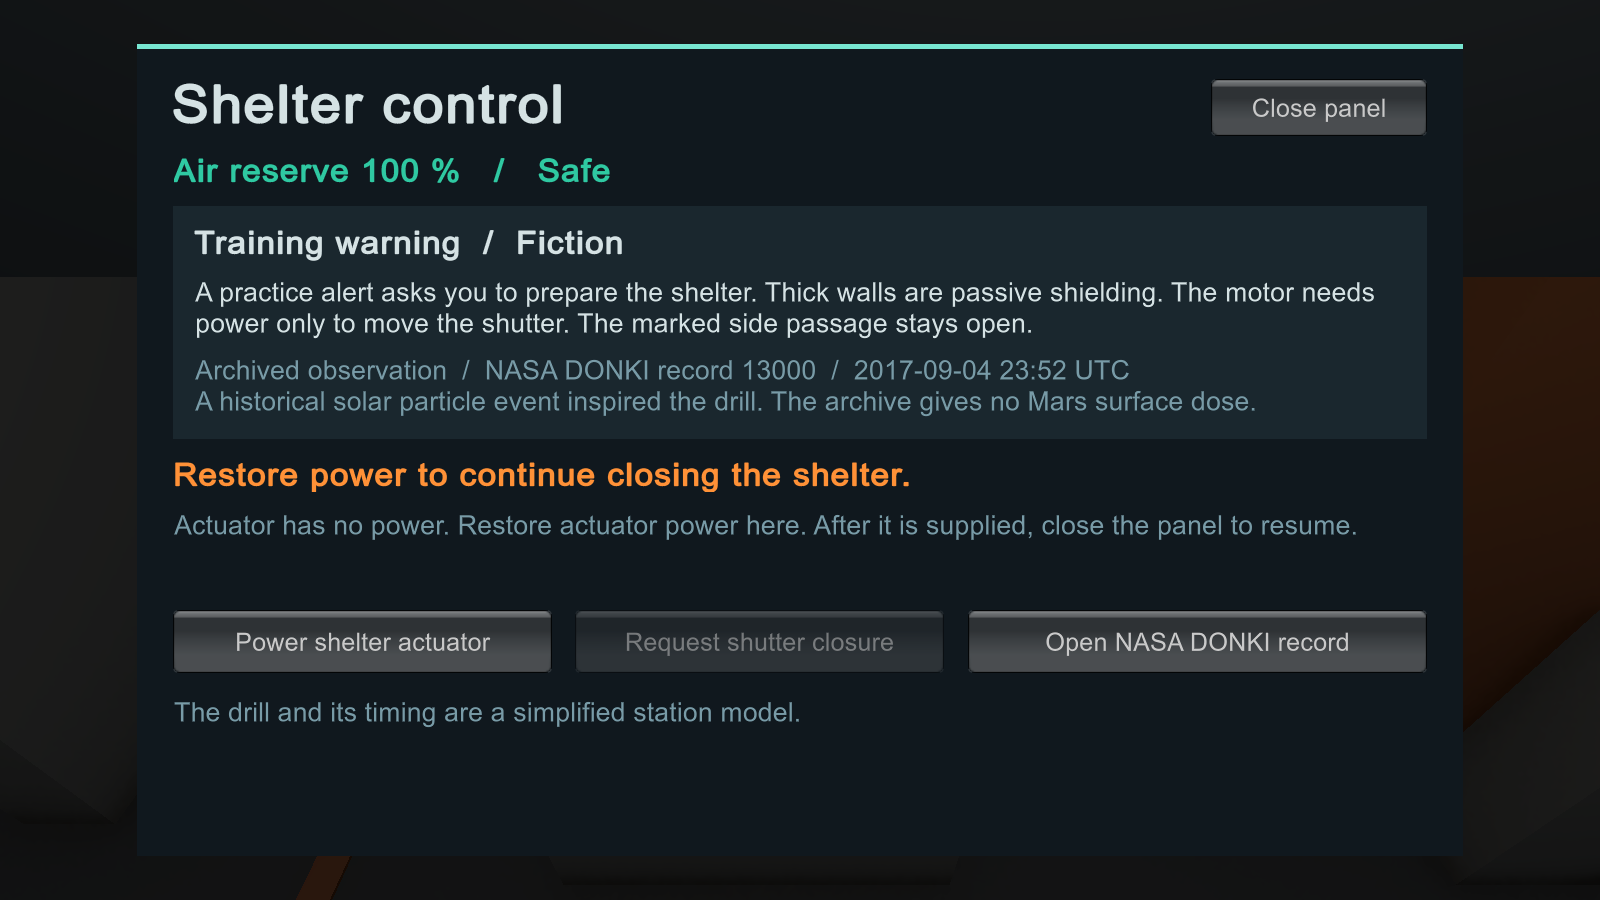 Shelter control
Close panel
Air reserve 100 % / Safe
Training warning / Fiction
A practice alert asks you to prepare the shelter. Thick walls are passive shielding. The motor needs
power only to move the shutter. The marked side passage stays open.
Archived observation / NASA DONKI record 13000 / 2017-09-04 23:52 UTC
A historical solar particle event inspired the drill. The archive gives no Mars surface dose.
Restore power to continue closing the shelter.
Actuator has no power. Restore actuator power here. After it is supplied, close the panel to resume.
Power shelter actuator
Request shutter closure
Open NASA DONKI record
The drill and its timing are a simplified station model.